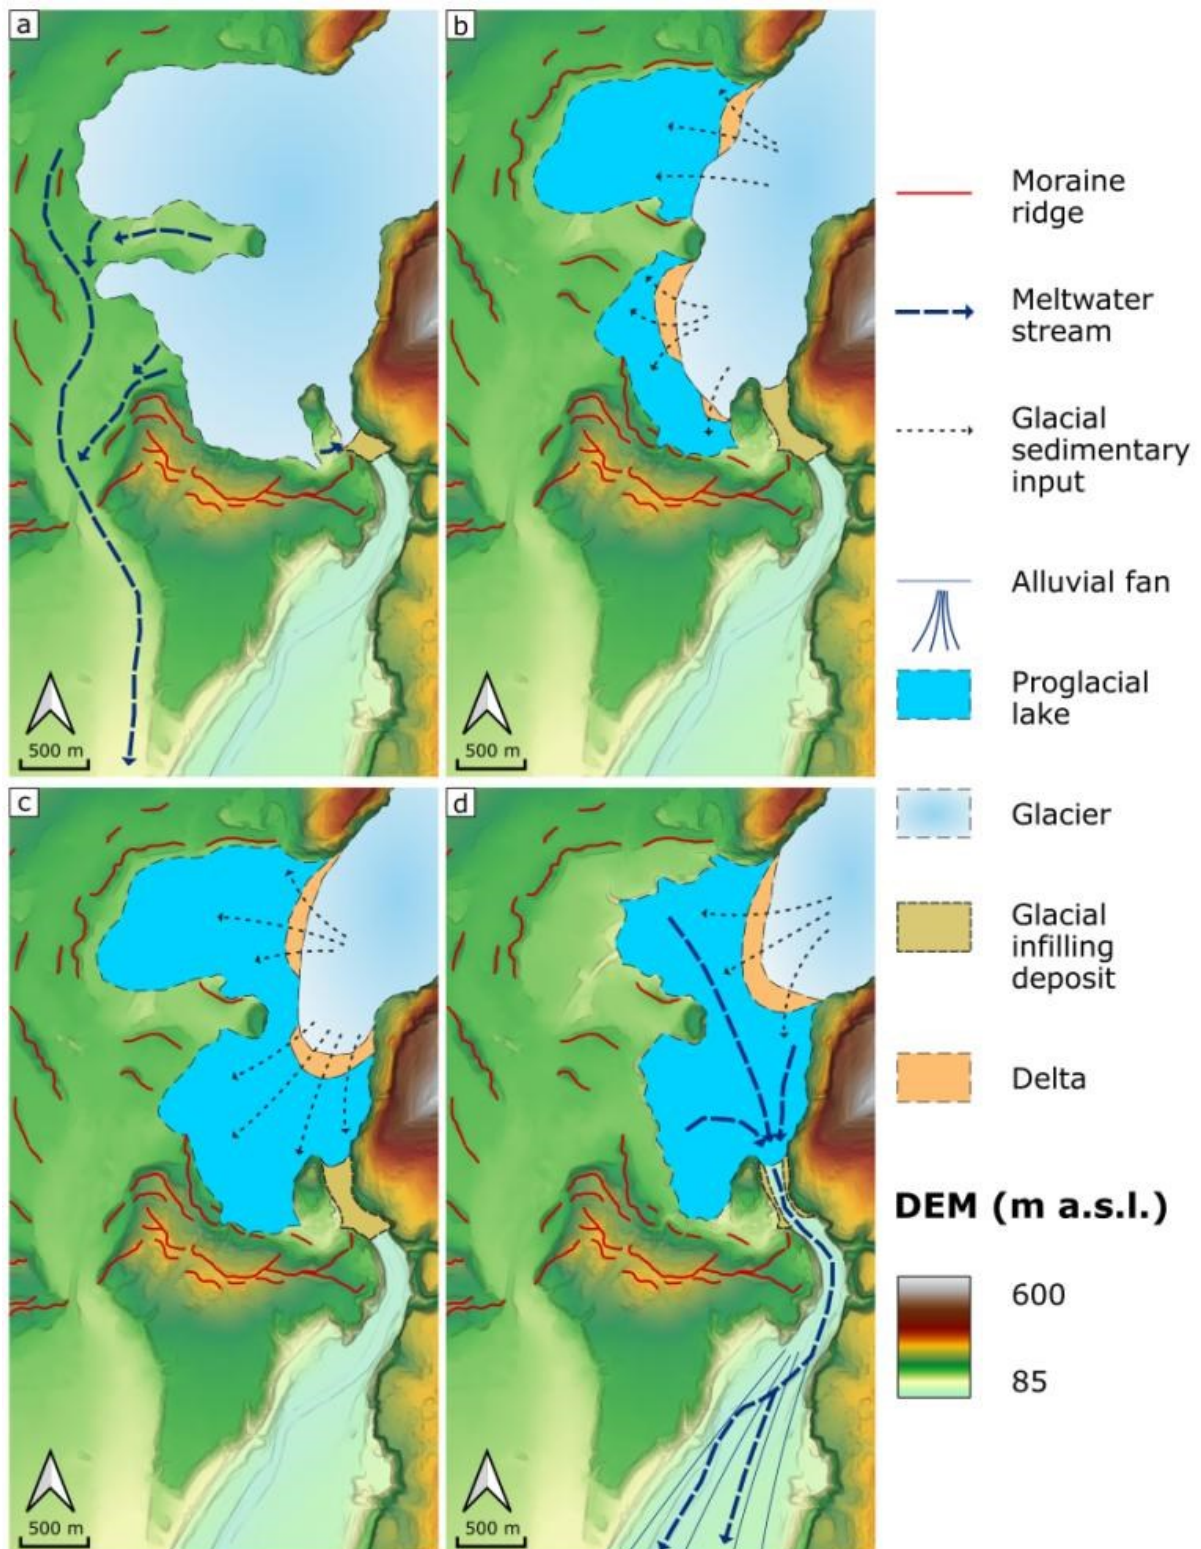 a
b
Moraine
ridge
Meltwater
stream
Glacial
sedimentary
input
Alluvial fan
Proglacial
lake
500 m
500 m
c
d
Glacier
Glacial
infilling
deposit
Delta
DEM (m a.s.l.)
600
85
500 m
500 m